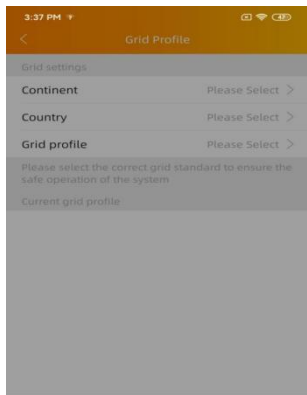 3:37 PM
Grid Profile
Grid settings
Continent Please Select
Country Please Select
Grid profile Please Select
Please select the correct grid standard to ensure the
safe operation of the system
Current grid profile